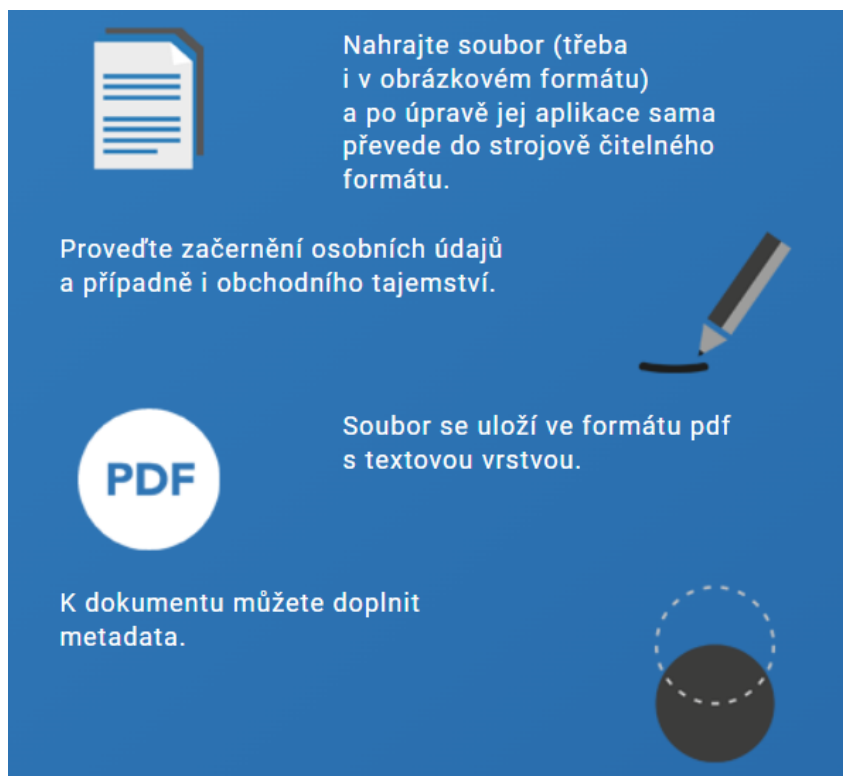 Nahrajte soubor (třeba
i v obrázkovém formátu)
a po úpravě jej aplikace sama
převede do strojově čitelného
formátu.
Proveďte začernění osobních údajů
a případně i obchodního tajemství.
Soubor se uloží ve formátu pdf
s textovou vrstvou.
PDF
K dokumentu můžete doplnit
metadata.